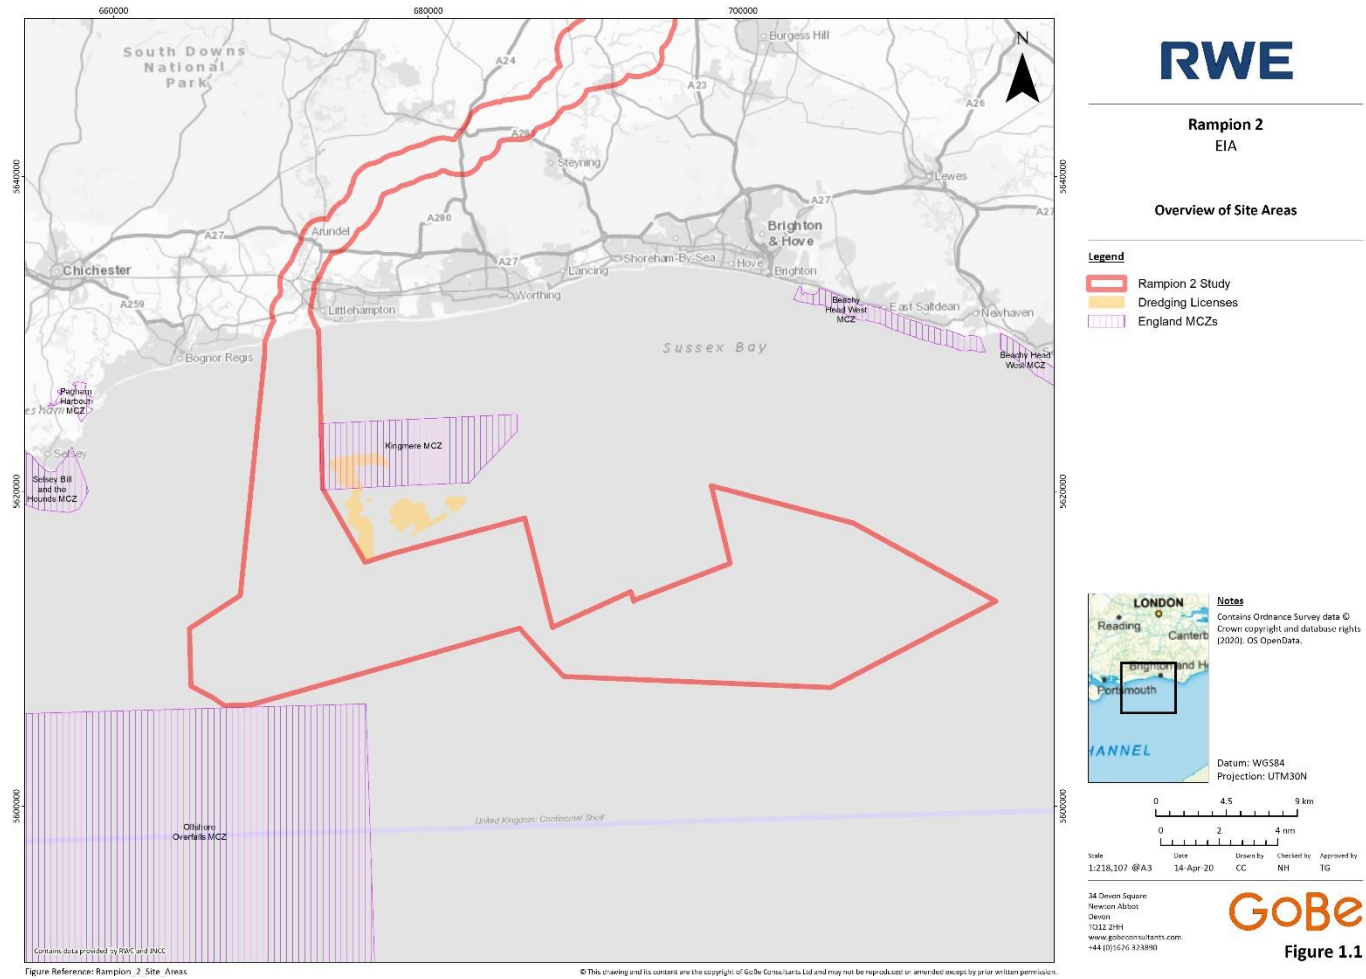 660000
680000
700000
South Downs
National
Park
A24
Burgess Hill
N
A23
A26
A283
Steyning
5640000
5640000
Lewes
A27
A27
Arundel
A280
A27
Brighton
& Hove
Chichester
A27
Shoreham-By-Sea
Hove
Lancing
Brighton
A259
Worthing
Littlehampton
Beachy
Head West
MCZ
East Saltdean
Newhaven
Sussex Bay
Bognor Regis
Beachy Head
West MCZ
Pagham
Harbour
MCZ
Kingmere MCZ
Selsey
Selsey Bill
and the
Hounds MCZ
5620000
5620000
5600000
5600000
United Kingdom: Continental Shelf
Offshore
Overfalls MCZ
Contains data provided by RWE and JNCC
Figure Reference: Rampion_2_Site_Areas
© This drawing and its content are the copyright of GoBe Consultants Ltd and may not be reproduced or amended except by prior written permission.
RWE
Rampion 2
EIA
Overview of Site Areas
Legend
Rampion 2 Study
Dredging Licenses
England MCZs
LONDON
Reading
Canterb
Brighton and H
Portsmouth
HANNEL
Notes
Contains Ordnance Survey data ©
Crown copyright and database rights
(2020). OS OpenData.
Datum: WGS84
Projection: UTM30N
0 4.5 9 km
0 2 4 nm
Scale Date Drawn by Checked by Approved by
1:218,107 @A3 14-Apr-20 CC NH TG
34 Devon Square
Newton Abbot
Devon
TQ12 2HH
www.gobeconsultants.com
+44 (0)1626 323890
GoBe
Figure 1.1